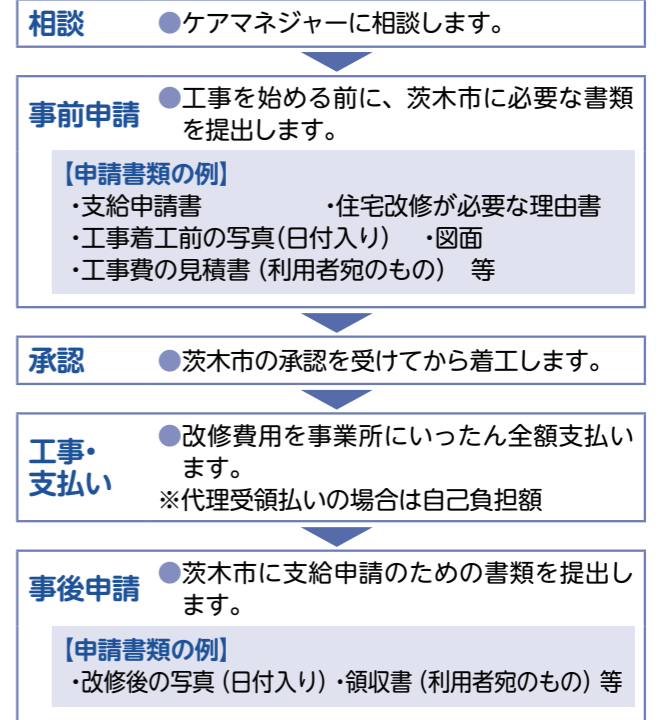 相談 ●ケアマネジャーに相談します。
事前申請 ●工事を始める前に、茨木市に必要な書類
を提出します。
【申請書類の例】
・支給申請書 ・住宅改修が必要な理由書
・工事着工前の写真(日付入り) ・図面
・工事費の見積書(利用者宛のもの) 等
承認 ●茨木市の承認を受けてから着工します。
工事・
支払い
●改修費用を事業所にいったん全額支払い
ます。
※代理受領払いの場合は自己負担額
事後申請 ●茨木市に支給申請のための書類を提出し
ます。
【申請書類の例】
・改修後の写真(日付入り)・領収書(利用者宛のもの)等